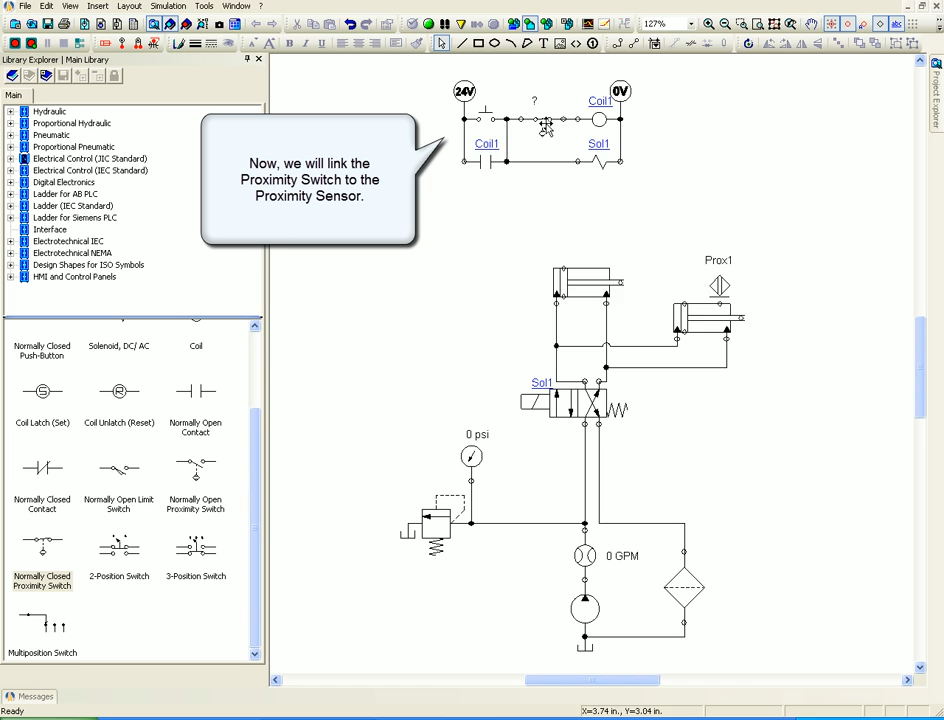 File Edit View Insert Layout Simulation Tools Window ?
127%
Library Explorer | Main Library
Main
Hydraulic
Proportional Hydraulic
Pneumatic
Proportional Pneumatic
Electrical Control (JIC Standard)
Electrical Control (IEC Standard)
Digital Electronics
Ladder for AB PLC
Ladder (IEC Standard)
Ladder for Siemens PLC
Interface
Electrotechnical IEC
Electrotechnical NEMA
Design Shapes for ISO Symbols
HMI and Control Panels
Normally Closed Push-Button
Solenoid, DC/ AC
Coil
Coil Latch (Set)
Coil Unlatch (Reset)
Normally Open Contact
Normally Closed Contact
Normally Open Limit Switch
Normally Open Proximity Switch
Normally Closed Proximity Switch
2-Position Switch
3-Position Switch
Multiposition Switch
Now, we will link the
Proximity Switch to the
Proximity Sensor.
24V
?
Coil1
0V
Coil1
Sol1
Prox1
Sol1
0 psi
0 GPM
Project Explorer
Messages
Ready
X=3.74 in., Y=3.04 in.